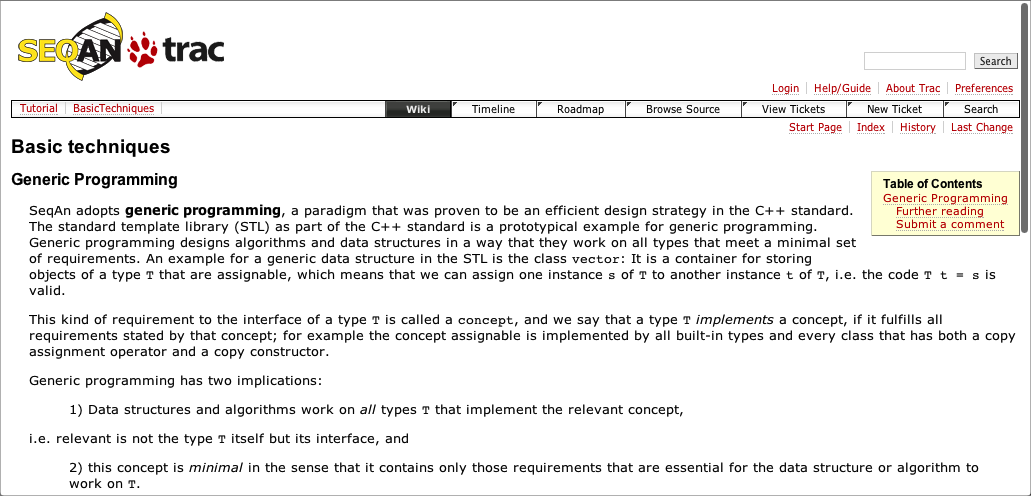 SEQAN trac
Search
Login Help/Guide About Trac Preferences
Tutorial BasicTechniques Wiki Timeline Roadmap Browse Source View Tickets New Ticket Search
Start Page Index History Last Change
Basic techniques
Generic Programming
Table of Contents
Generic Programming
Further reading
Submit a comment
SeqAn adopts generic programming, a paradigm that was proven to be an efficient design strategy in the C++ standard.
The standard template library (STL) as part of the C++ standard is a prototypical example for generic programming.
Generic programming designs algorithms and data structures in a way that they work on all types that meet a minimal set
of requirements. An example for a generic data structure in the STL is the class vector: It is a container for storing
objects of a type T that are assignable, which means that we can assign one instance s of T to another instance t of T, i.e. the code T t = s is
valid.
This kind of requirement to the interface of a type T is called a concept, and we say that a type T implements a concept, if it fulfills all
requirements stated by that concept; for example the concept assignable is implemented by all built-in types and every class that has both a copy
assignment operator and a copy constructor.
Generic programming has two implications:
1) Data structures and algorithms work on all types T that implement the relevant concept,
i.e. relevant is not the type T itself but its interface, and
2) this concept is minimal in the sense that it contains only those requirements that are essential for the data structure or algorithm to
work on T.